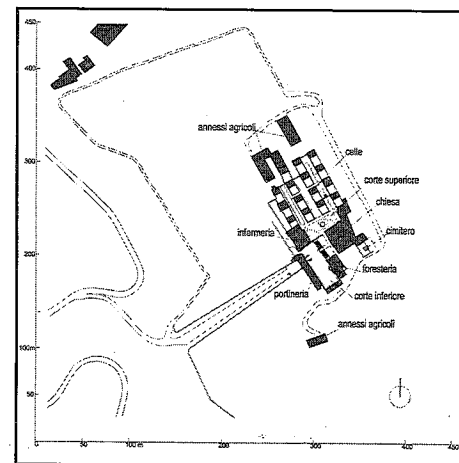 450
400
annessi agricoli
celle
300
corte superiore
chiesa
infermeria
cimitero
200
foresteria
portineria
corte inferiore
annessi agricoli
100m
50
0
50
100 m
200
300
400
450